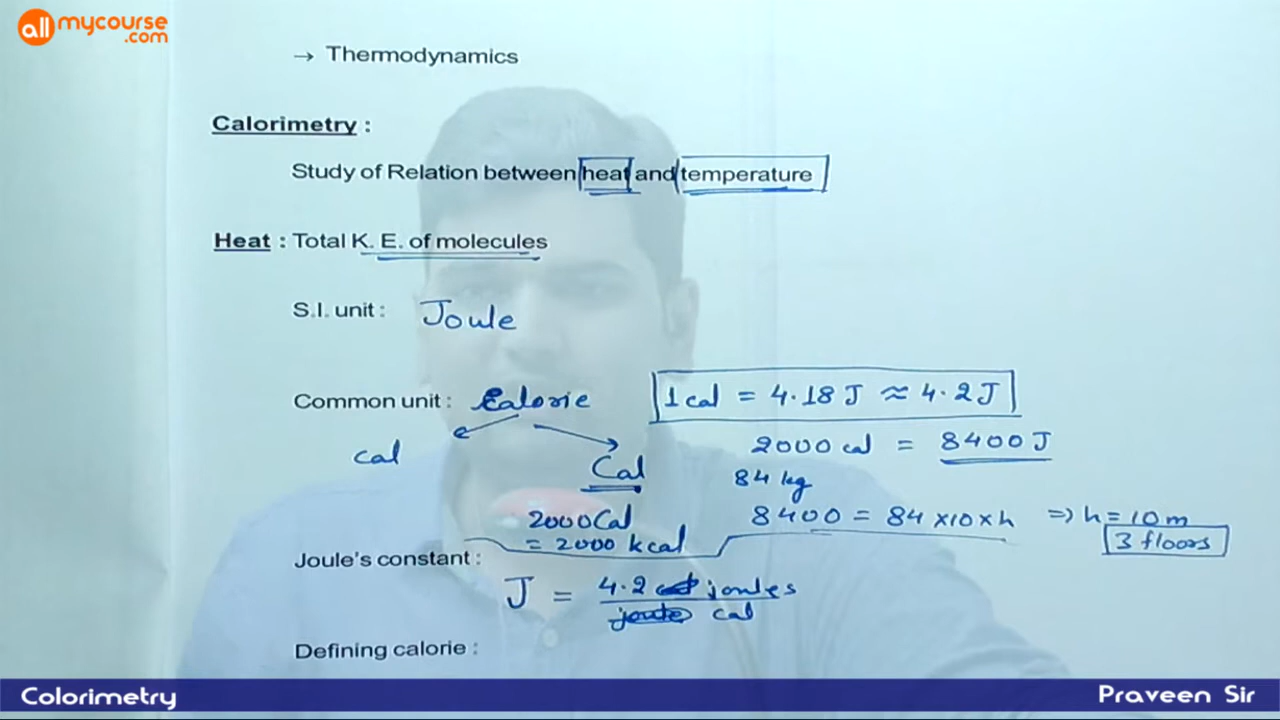 all mycourse
.com
→ Thermodynamics
Calorimetry :
Study of Relation between heat and temperature
Heat : Total K. E. of molecules
S.I. unit : Joule
Common unit : Calorie 1 cal = 4.18 J ≈ 4.2 J
cal Cal 2000 cal = 8400 J
84 kg
2000 Cal 8400 = 84 × 10 × h ⇒ h = 10 m
= 2000 kcal 3 floors
Joule's constant :
J = 4.2 joules
cal
Defining calorie :
Colorimetry Praveen Sir